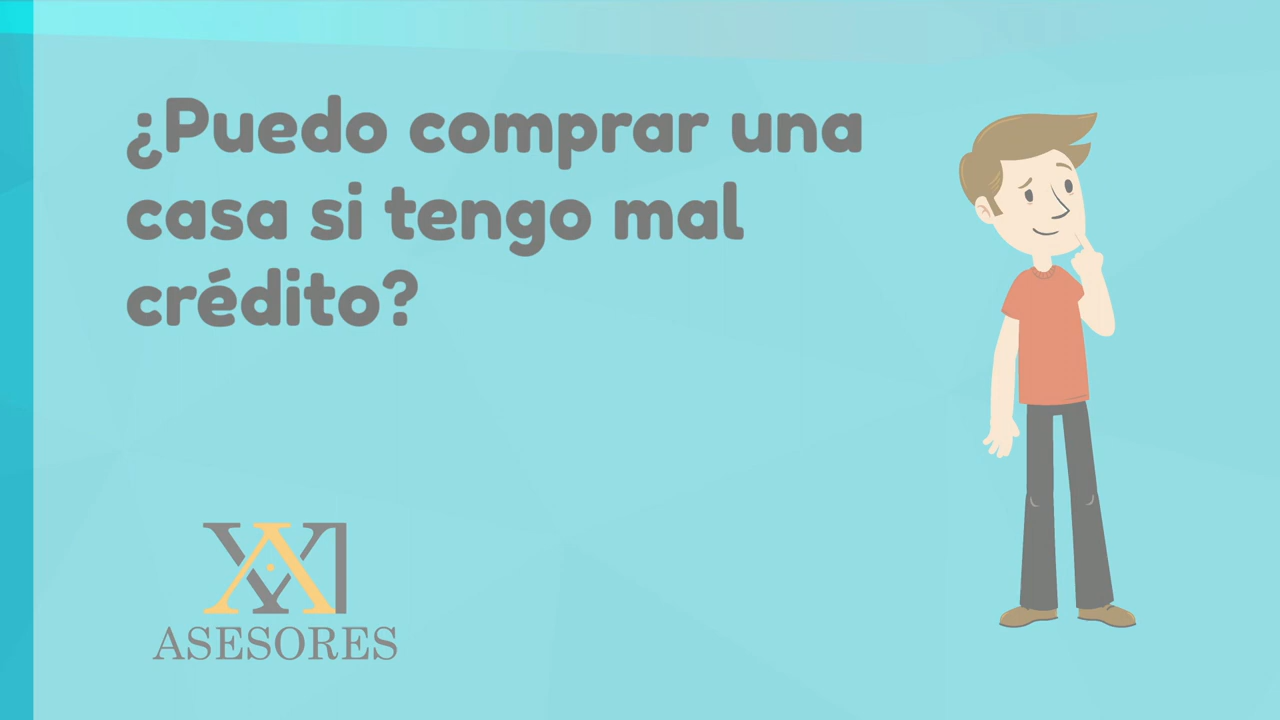 ¿Puedo comprar una
casa si tengo mal
crédito?
ASESORES